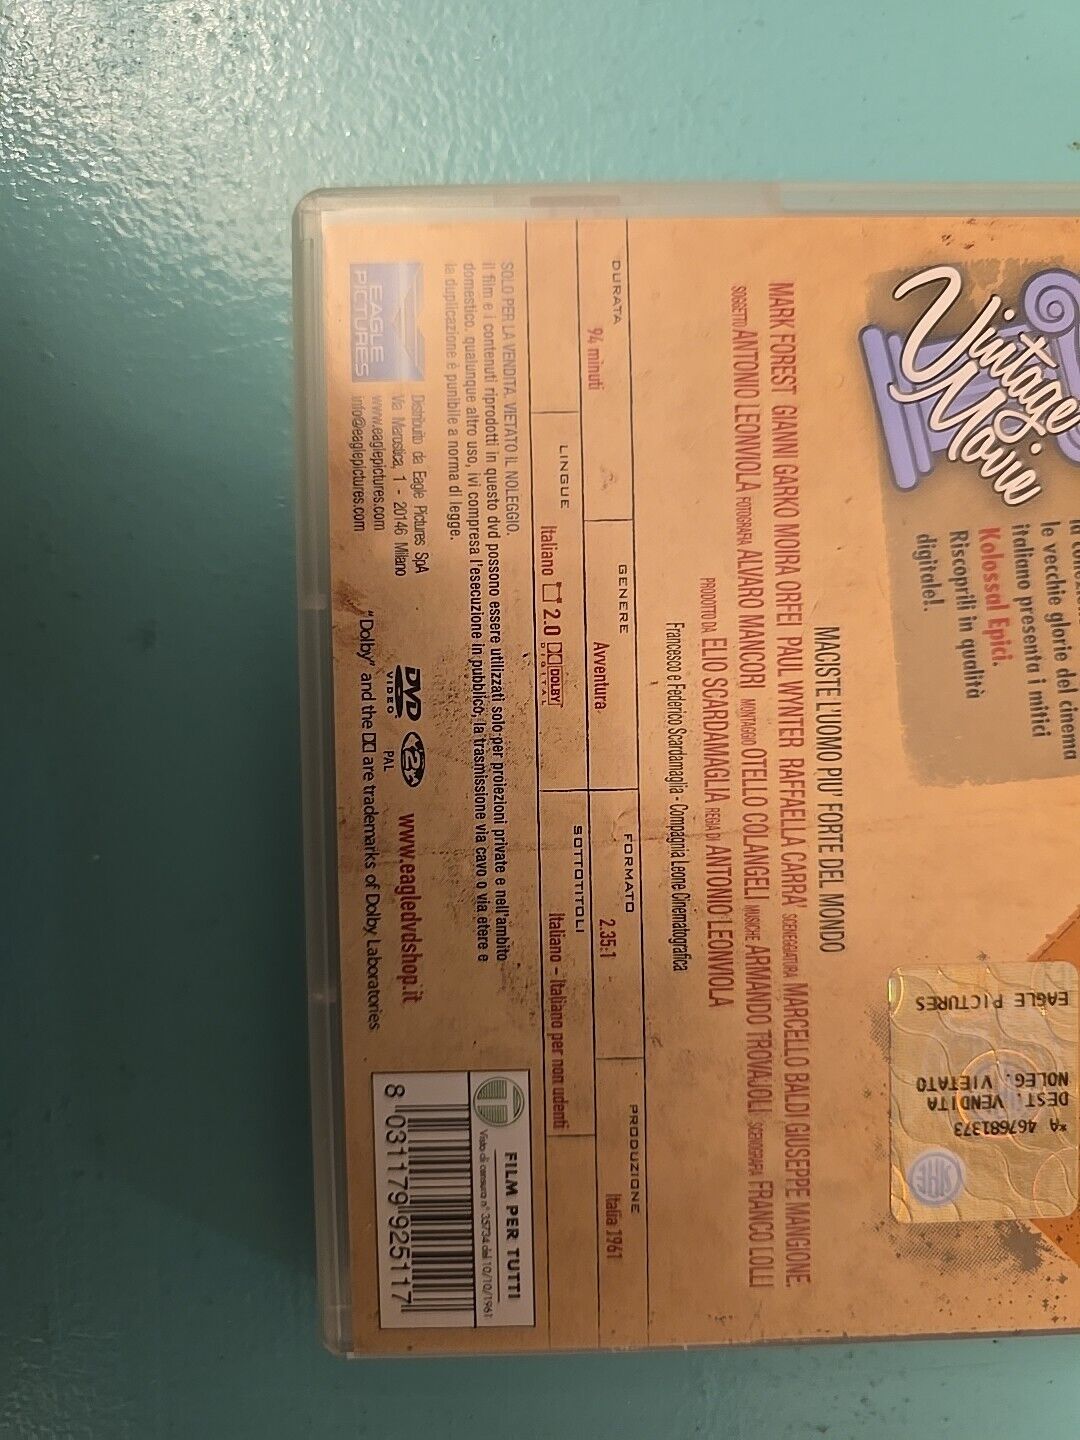 Vintage
Movie
le vecchie glorie del cinema
italiano presenta i mitici
Kolossal Epici.
Riscoprili in qualità
digitale!.
EAGLE PICTURES
NOLEG. VIETATO
DEST. VENDITA
*A 467681373
MACISTE L'UOMO PIU' FORTE DEL MONDO
MARK FOREST GIANNI GARKO MOIRA ORFEI PAUL WYNTER RAFFAELLA CARRA' SCENEGGIATURA MARCELLO BALDI GIUSEPPE MANGIONE
SOGGETTO ANTONIO LEONVIOLA FOTOGRAFIA ALVARO MANCORI MONTAGGIO OTELLO COLANGELI MUSICHE ARMANDO TROVAJOLI SCENOGRAFIA FRANCO LOLLI
PRODOTTO DA ELIO SCARDAMAGLIA REGIA DI ANTONIO LEONVIOLA
Francesco e Federico Scardamaglia - Compagnia Leone Cinematografica
DURATA
94 minuti
GENERE
Avventura
FORMATO
2.35:1
PRODUZIONE
Italia 1961
LINGUE
Italiano 2.0 DOLBY
DIGITAL
SOTTOTITOLI
Italiano - Italiano per non udenti
SOLO PER LA VENDITA. VIETATO IL NOLEGGIO.
il film e i contenuti riprodotti in questo dvd possono essere utilizzati solo per proiezioni private e nell'ambito
domestico. qualunque altro uso, ivi compresa l'esecuzione in pubblico, la trasmissione via cavo o via etere e
la duplicazione è punibile a norma di legge.
EAGLE
PICTURES
Distribuito da Eagle Pictures SpA
Via Marostica, 1 - 20146 Milano
www.eaglepictures.com
info@eaglepictures.com
DVD
VIDEO
2
PAL
www.eagledvdshop.it
"Dolby" and the are trademarks of Dolby Laboratories
FILM PER TUTTI
Visto di censura n° 35734 del 10/10/1961
8 031179 925117